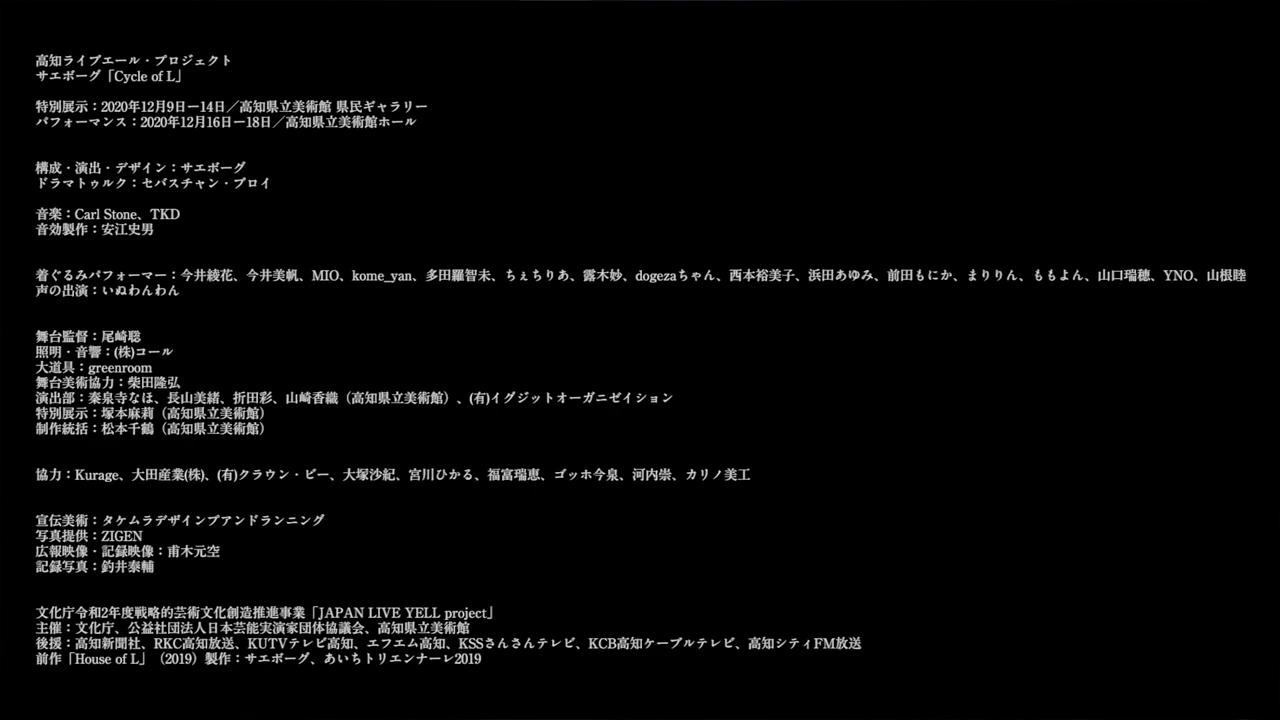 高知ライブエール・プロジェクト
サエボーグ「Cycle of L」
特別展示：2020年12月9日ー14日／高知県立美術館 県民ギャラリー
パフォーマンス：2020年12月16日ー18日／高知県立美術館ホール
構成・演出・デザイン：サエボーグ
ドラマトゥルク：セバスチャン・ブロイ
音楽：Carl Stone、TKD
音効製作：安江史男
着ぐるみパフォーマー：今井綾花、今井美帆、MIO、kome_yan、多田羅智未、ちぇちりあ、露木妙、dogezaちゃん、西本裕美子、浜田あゆみ、前田もにか、まりりん、ももよん、山口瑞穂、YNO、山根睦
声の出演：いぬわんわん
舞台監督：尾崎聡
照明・音響：(株)コール
大道具：greenroom
舞台美術協力：柴田隆弘
演出部：秦泉寺なほ、長山美緒、折田彩、山崎香織（高知県立美術館）、(有)イグジットオーガニゼイション
特別展示：塚本麻莉（高知県立美術館）
制作統括：松本千鶴（高知県立美術館）
協力：Kurage、大田産業(株)、(有)クラウン・ビー、大塚沙紀、宮川ひかる、福富瑞恵、ゴッホ今泉、河内崇、カリノ美工
宣伝美術：タケムラデザインアンドプランニング
写真提供：ZIGEN
広報映像・記録映像：甫木元空
記録写真：釣井泰輔
文化庁令和2年度戦略的芸術文化創造推進事業「JAPAN LIVE YELL project」
主催：文化庁、公益社団法人日本芸能実演家団体協議会、高知県立美術館
後援：高知新聞社、RKC高知放送、KUTVテレビ高知、エフエム高知、KSSさんさんテレビ、KCB高知ケーブルテレビ、高知シティFM放送
前作「House of L」（2019）製作：サエボーグ、あいちトリエンナーレ2019